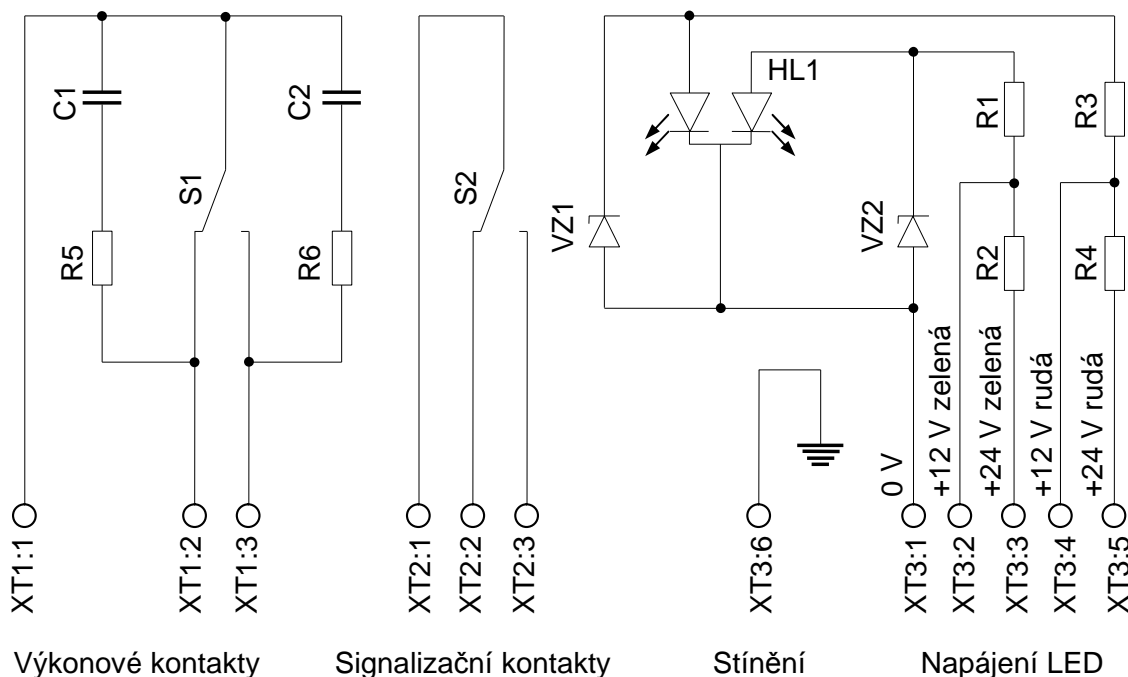 C1
C2
S1
R5
R6
S2
HL1
VZ1
VZ2
R1
R3
R2
R4
0 V
+12 V zelená
+24 V zelená
+12 V rudá
+24 V rudá
XT1:1
XT1:2
XT1:3
XT2:1
XT2:2
XT2:3
XT3:6
XT3:1
XT3:2
XT3:3
XT3:4
XT3:5
Výkonové kontakty
Signalizační kontakty
Stínění
Napájení LED